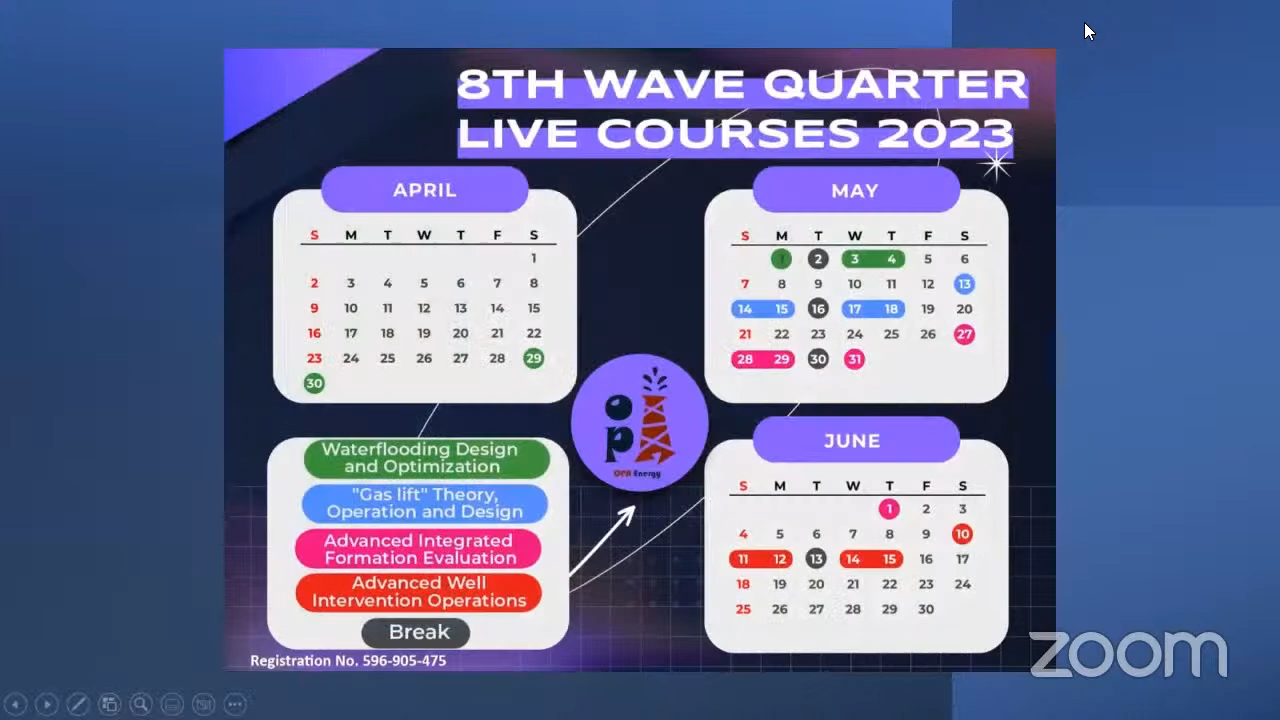 8TH WAVE QUARTER
LIVE COURSES 2023
APRIL
S M T W T F S
1
2 3 4 5 6 7 8
9 10 11 12 13 14 15
16 17 18 19 20 21 22
23 24 25 26 27 28 29
30
MAY
S M T W T F S
1 2 3 4 5 6
7 8 9 10 11 12 13
14 15 16 17 18 19 20
21 22 23 24 25 26 27
28 29 30 31
opa
OPA Energy
Waterflooding Design
and Optimization
"Gas lift" Theory,
Operation and Design
Advanced Integrated
Formation Evaluation
Advanced Well
Intervention Operations
Break
Registration No. 596-905-475
JUNE
S M T W T F S
1 2 3
4 5 6 7 8 9 10
11 12 13 14 15 16 17
18 19 20 21 22 23 24
25 26 27 28 29 30
zoom